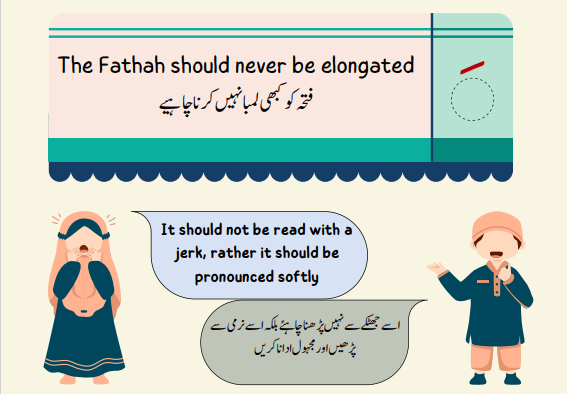 The Fathah should never be elongated
فتحہ کو کبھی لمبا نہیں کرنا چاہیے
It should not be read with a
jerk, rather it should be
pronounced softly
اسے جھٹکے سے نہیں پڑھنا چاہئے بلکہ اسے نرمی سے
پڑھیں اور مجہول ادا نا کریں